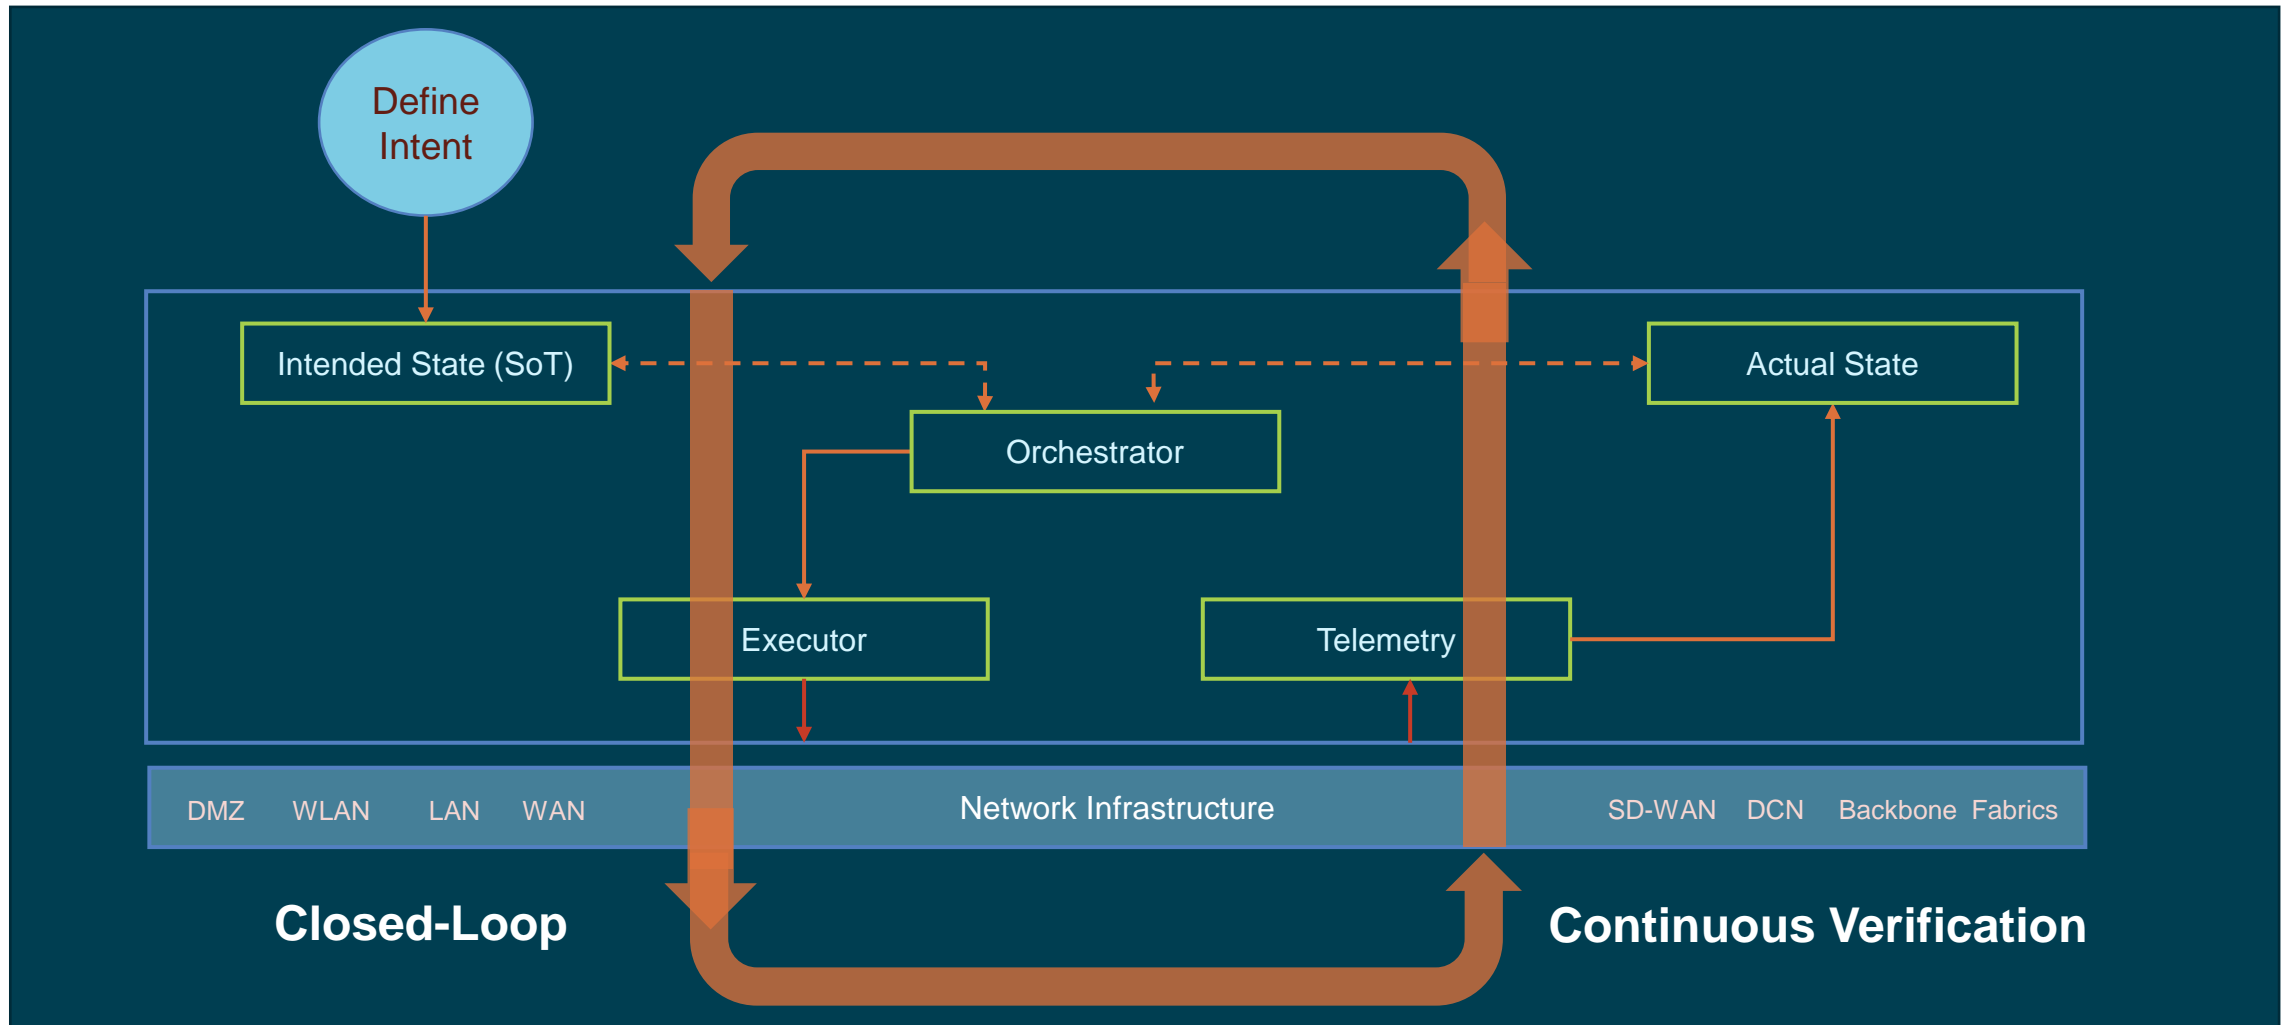 Define
Intent
Intended State (SoT)
Actual State
Orchestrator
Executor
Telemetry
DMZ WLAN LAN WAN Network Infrastructure SD-WAN DCN Backbone Fabrics
Closed-Loop
Continuous Verification